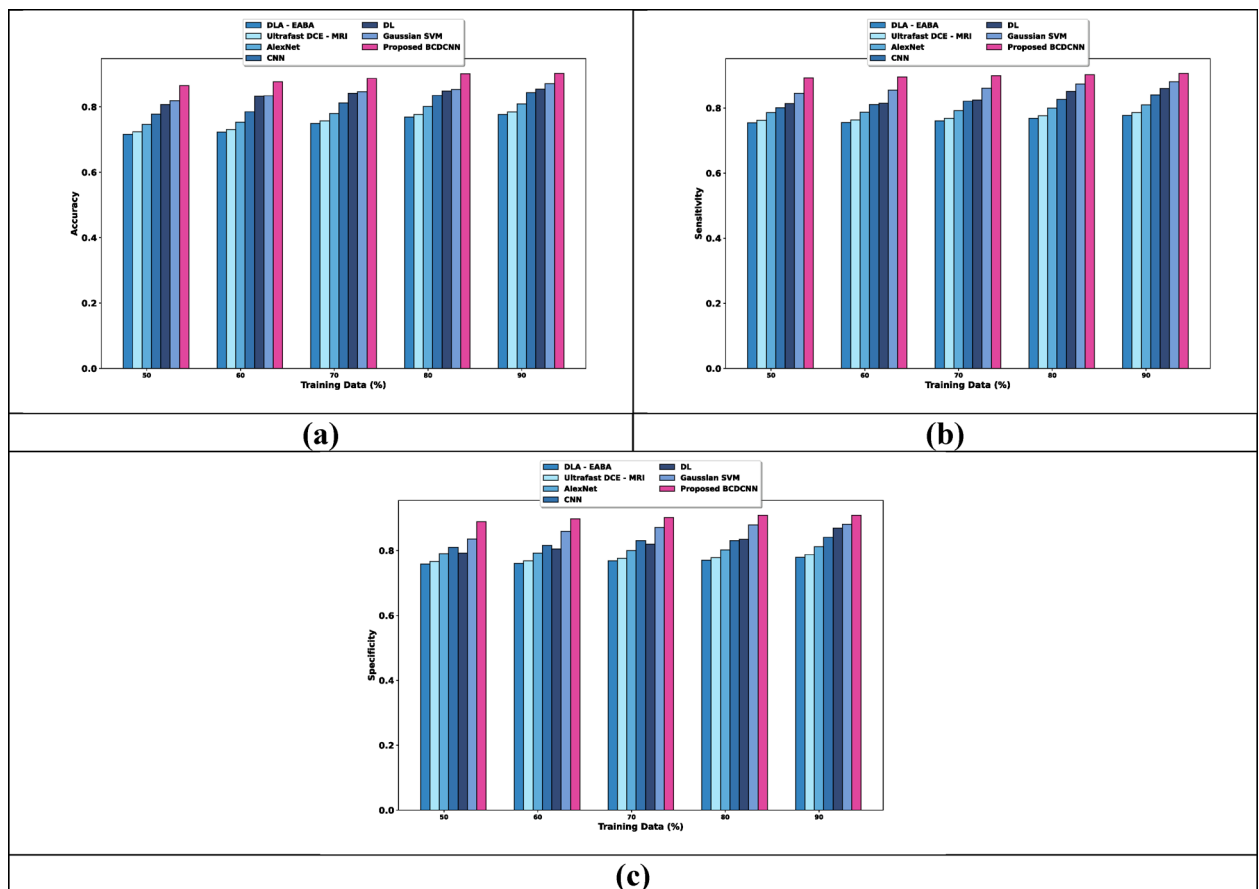 DLA - EABA DL
Ultrafast DCE - MRI Gaussian SVM
AlexNet Proposed BCDCNN
CNN
Accuracy
0.8
0.6
0.4
0.2
0.0
50 60 70 80 90
Training Data (%)
(a)
DLA - EABA DL
Ultrafast DCE - MRI Gaussian SVM
AlexNet Proposed BCDCNN
CNN
Sensitivity
0.8
0.6
0.4
0.2
0.0
50 60 70 80 90
Training Data (%)
(b)
DLA - EABA DL
Ultrafast DCE - MRI Gaussian SVM
AlexNet Proposed BCDCNN
CNN
Specificity
0.8
0.6
0.4
0.2
0.0
50 60 70 80 90
Training Data (%)
(c)